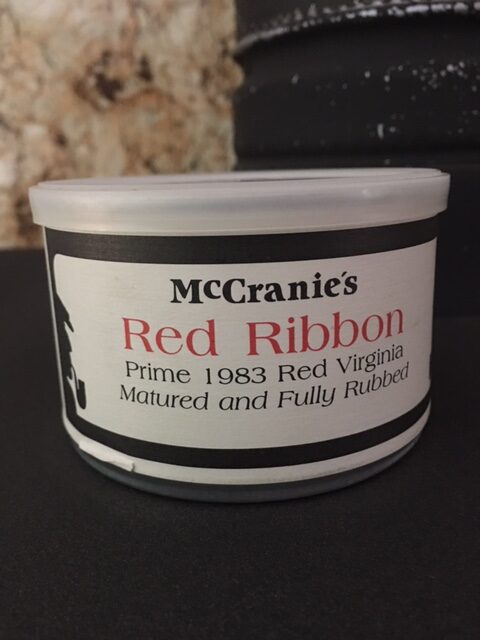 McCranie's
Red Ribbon
Prime 1983 Red Virginia
Matured and Fully Rubbed